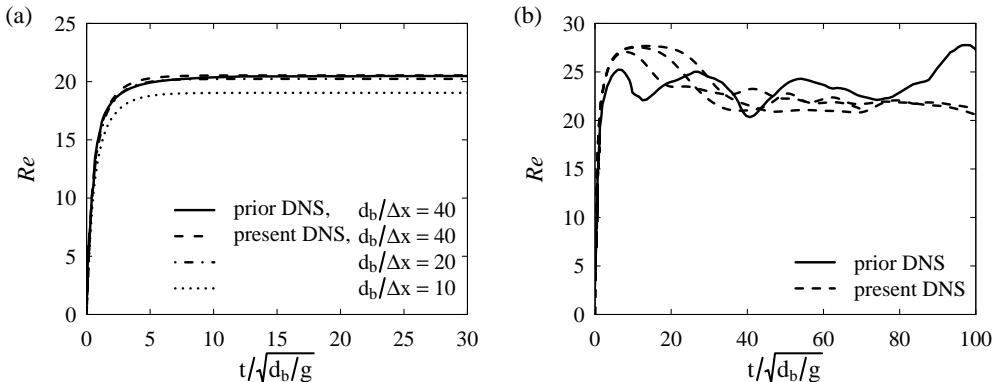 (a)
25
20
15
10
5
0
Re
prior DNS, d_b/Δx = 40
present DNS, d_b/Δx = 40
d_b/Δx = 20
d_b/Δx = 10
0 5 10 15 20 25 30
t/√d_b/g
(b)
30
25
20
15
10
5
0
Re
prior DNS
present DNS
0 20 40 60 80 100
t/√d_b/g